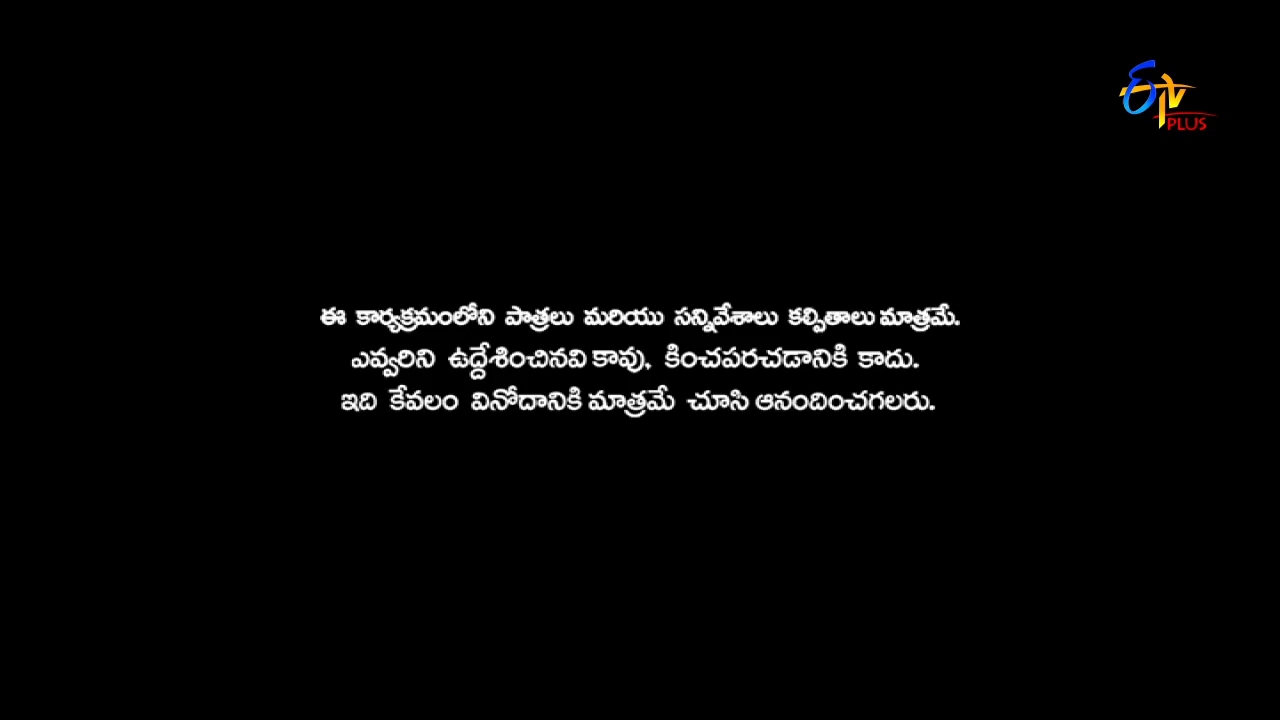 ETV
PLUS
ఈ కార్యక్రమంలోని పాత్రలు మరియు సన్నివేశాలు కల్పితాలు మాత్రమే.
ఎవ్వరిని ఉద్దేశించినవి కావు, కించపరచడానికి కాదు.
ఇది కేవలం వినోదానికి మాత్రమే చూసి ఆనందించగలరు.